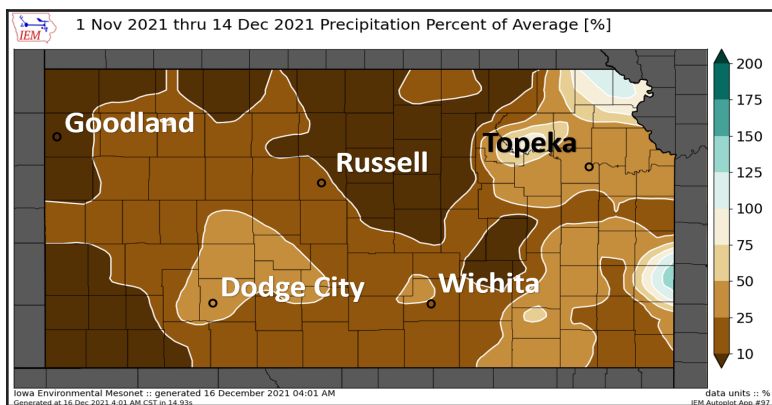 IEM
1 Nov 2021 thru 14 Dec 2021 Precipitation Percent of Average [%]
Goodland
Russell
Topeka
Dodge City
Wichita
200
175
150
125
100
75
50
25
10
Iowa Environmental Mesonet :: generated 16 December 2021 04:01 AM
data units :: %
Generated at 16 Dec 2021 4:01 AM CST in 14.93s
IEM Autoplot App #97